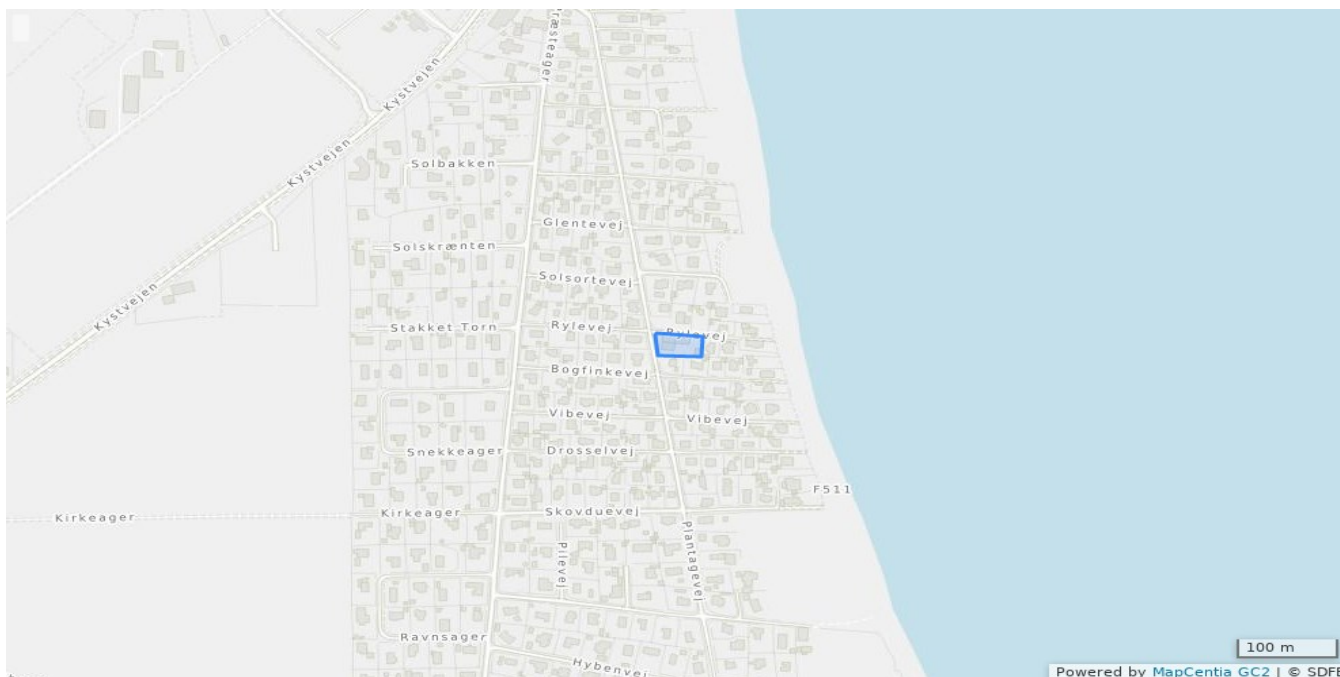 Præsteager
Kystvejen
Solbakken
Kystvejen
Glentevej
Solskrænten
Solsortevej
Kystvejen
Stakket Torn
Rylevej
Rylevej
Bogfinkevej
Vibevej
Vibevej
Snekkeager
Drosselvej
F511
Kirkeager
Kirkeager
Skovduevej
Plantagevej
Pilevej
Ravnsager
Hybenvej
100 m
Powered by MapCentia GC2 | © SDFE